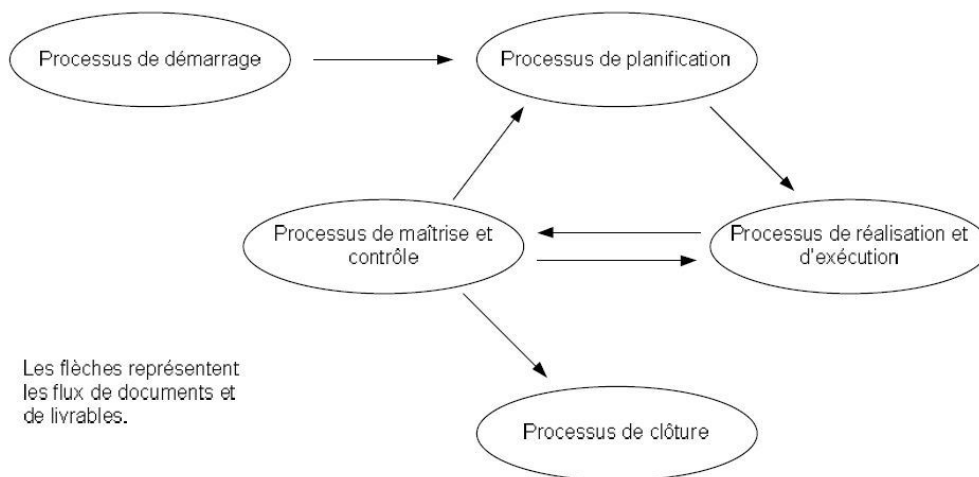 Processus de démarrage
Processus de planification
Processus de maîtrise et
contrôle
Processus de réalisation et
d'exécution
Les flèches représentent
les flux de documents et
de livrables.
Processus de clôture